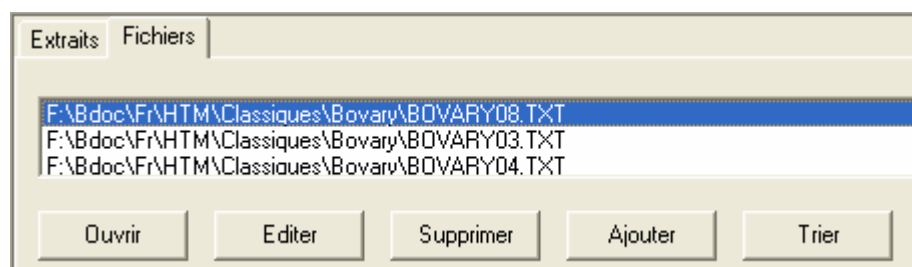 Extraits Fichiers
F:\Bdoc\Fr\HTM\Classiques\Bovary\BOVARY08.TXT
F:\Bdoc\Fr\HTM\Classiques\Bovary\BOVARY03.TXT
F:\Bdoc\Fr\HTM\Classiques\Bovary\BOVARY04.TXT
Ouvrir Editer Supprimer Ajouter Trier